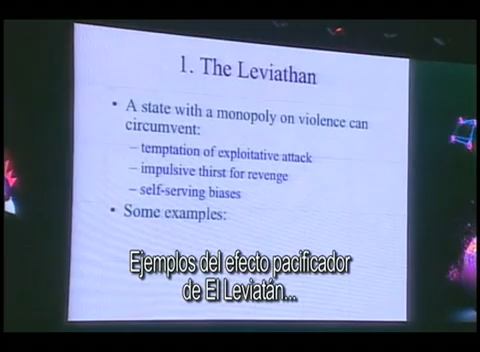 1. The Leviathan
• A state with a monopoly on violence can
circumvent:
– temptation of exploitative attack
– impulsive thirst for revenge
– self-serving biases
• Some examples:
Ejemplos del efecto pacificador
de El Leviatán...